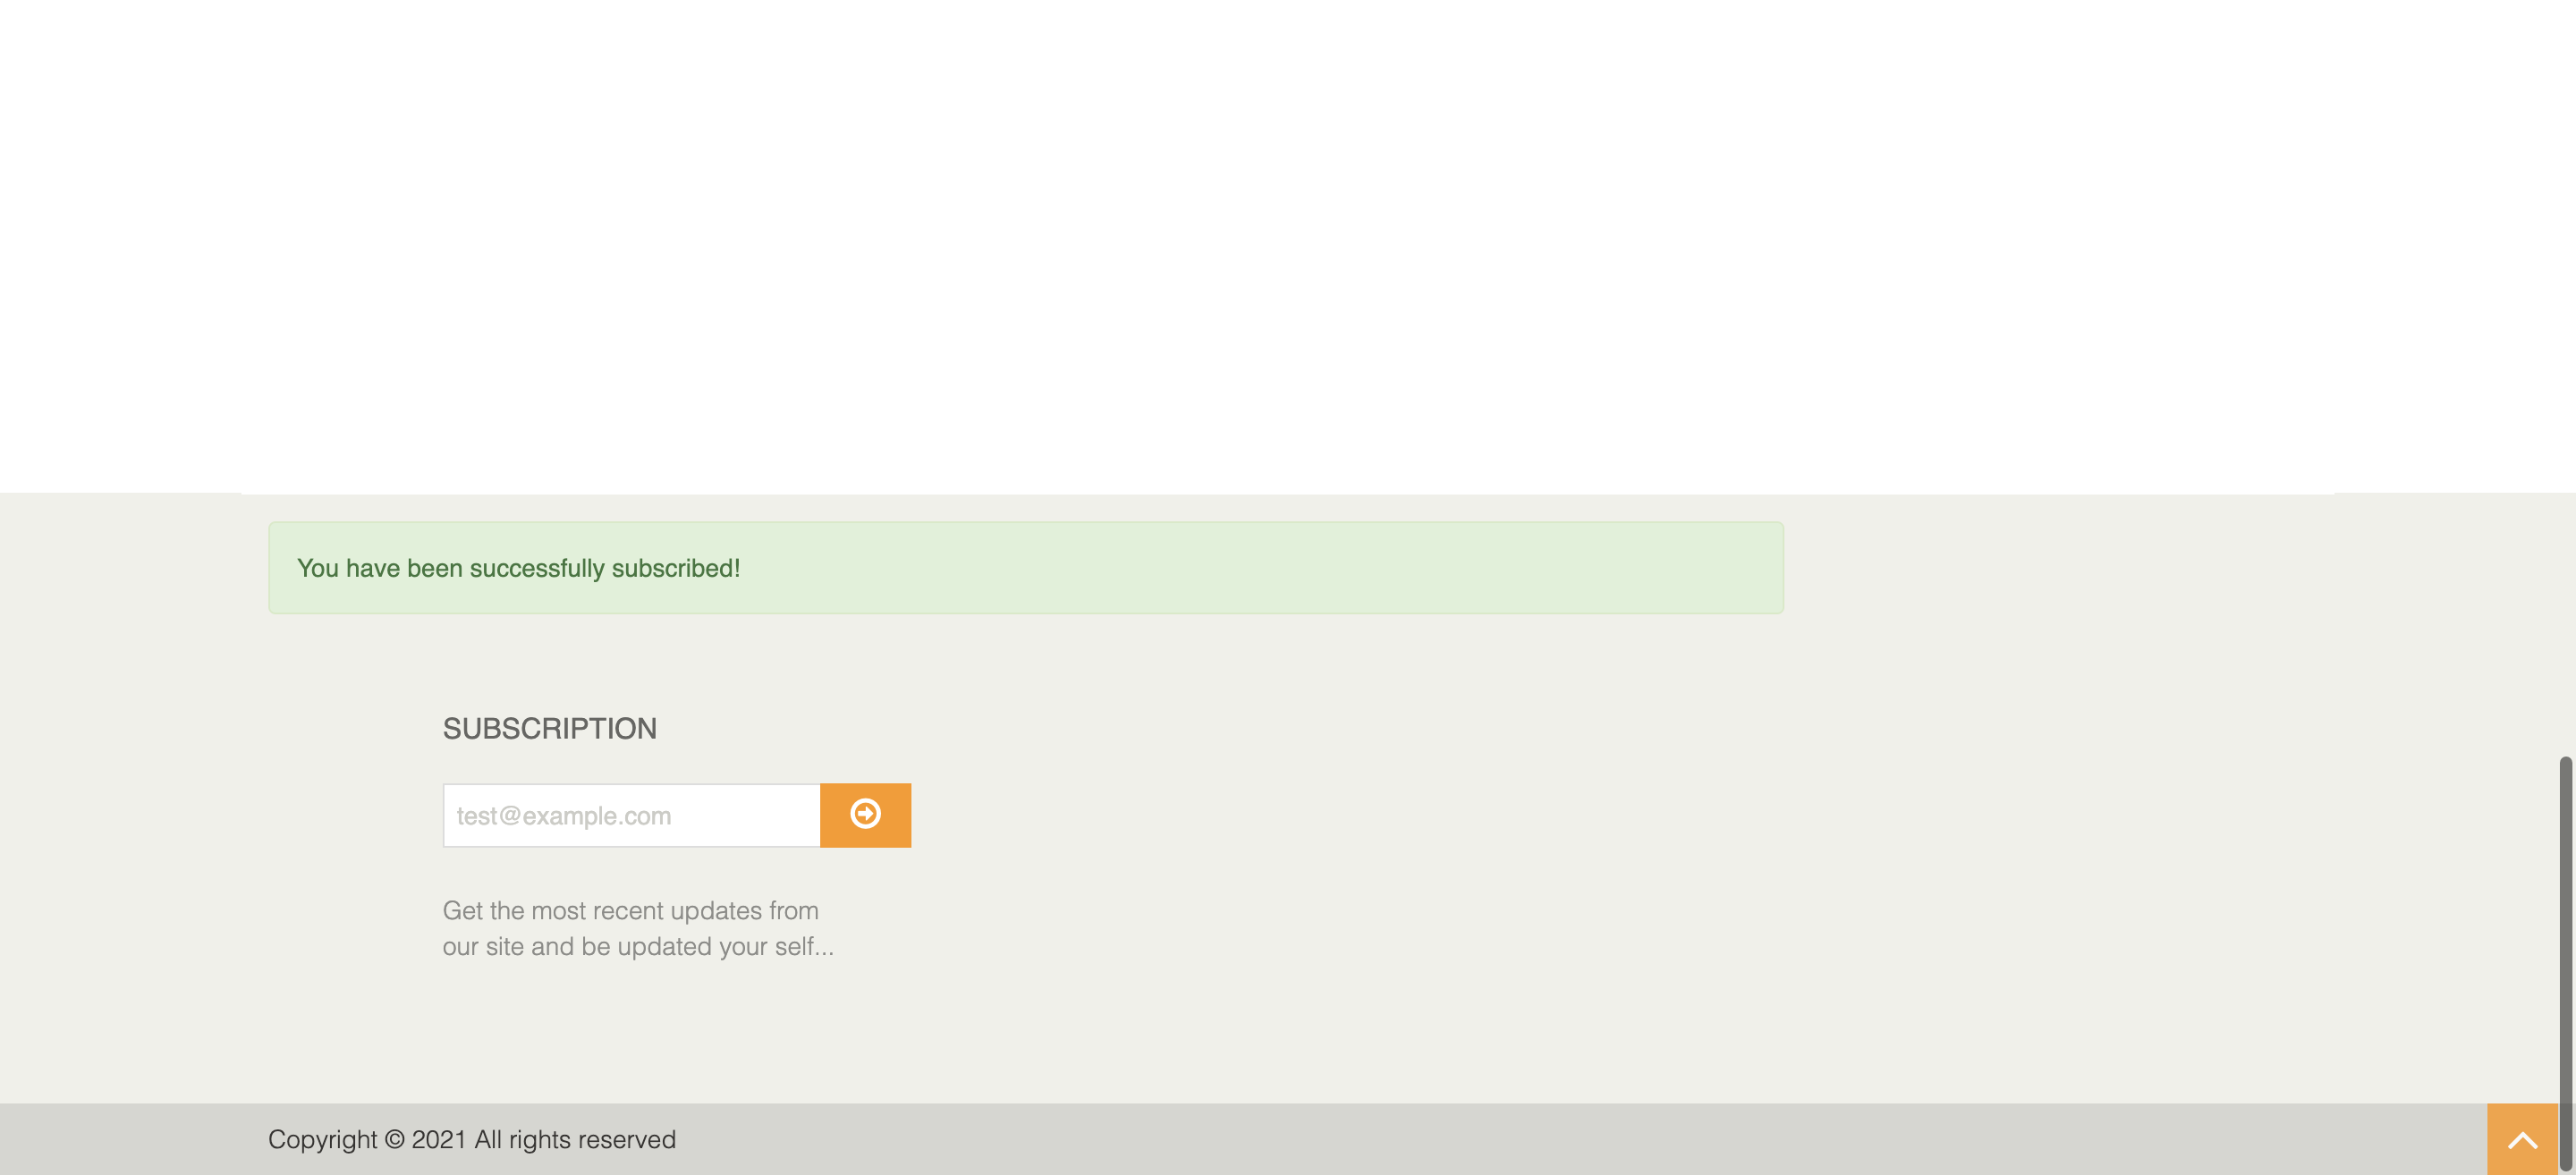 You have been successfully subscribed!
SUBSCRIPTION
test@example.com
Get the most recent updates from
our site and be updated your self...
Copyright © 2021 All rights reserved